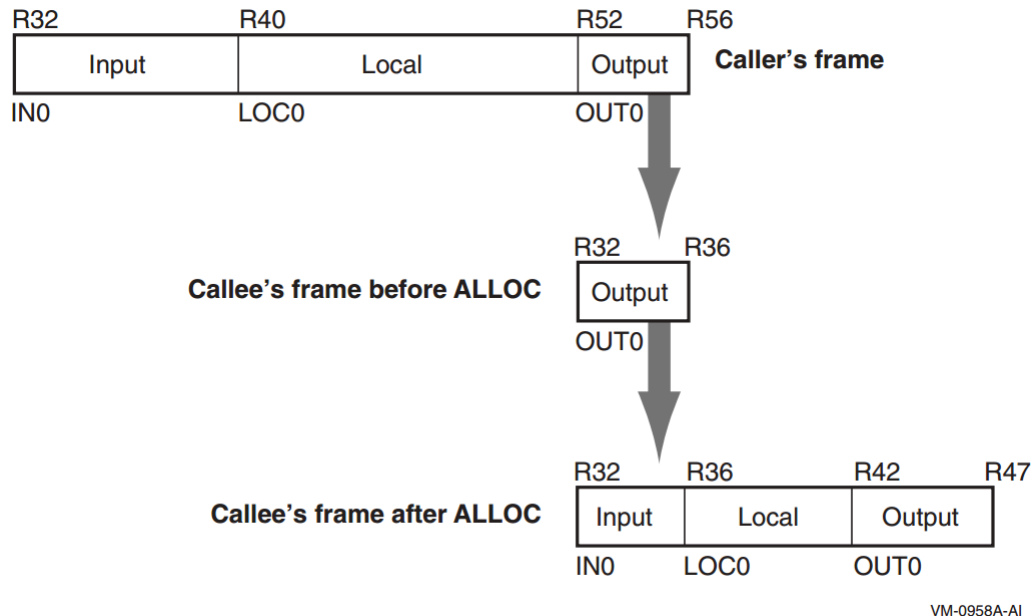 R32 R40 R52 R56
Input Local Output Caller's frame
IN0 LOC0 OUT0
R32 R36
Callee's frame before ALLOC Output
OUT0
R32 R36 R42 R47
Callee's frame after ALLOC Input Local Output
IN0 LOC0 OUT0
VM-0958A-AI